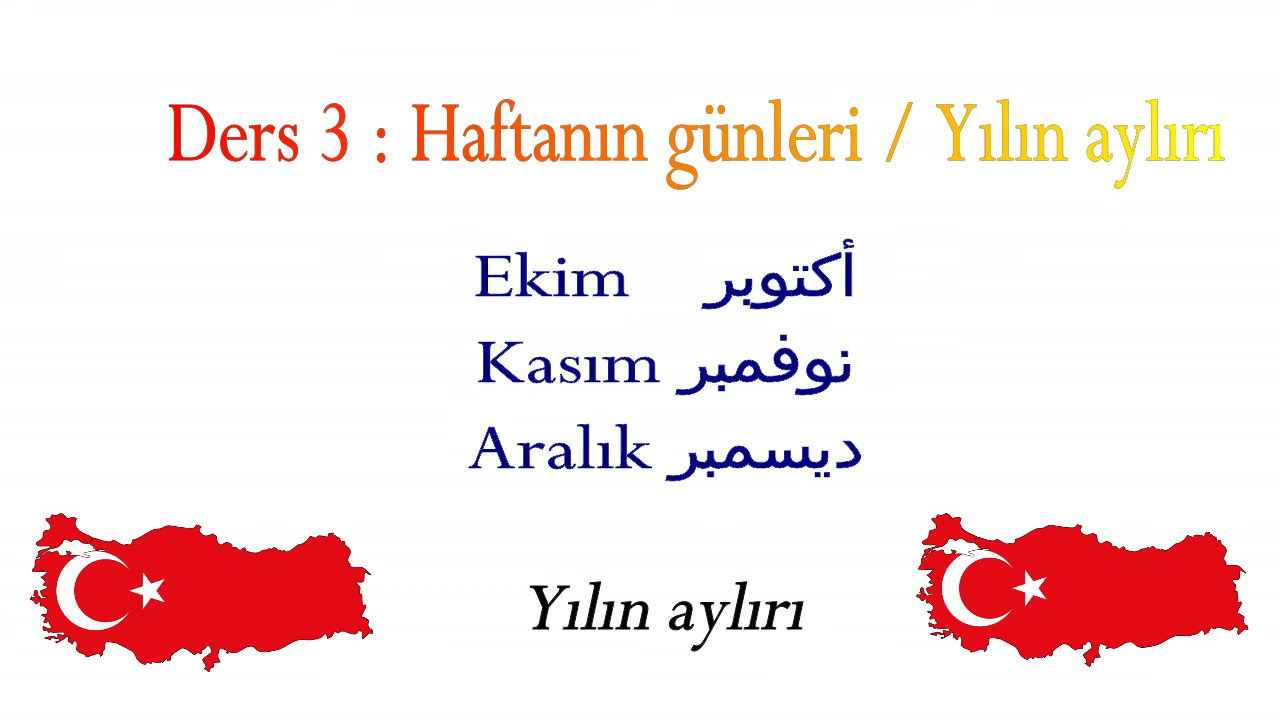 Ders 3 : Haftanın günleri / Yılın aylırı
Ekim أكتوبر
Kasım نوفمبر
Aralık ديسمبر
Yılın aylırı